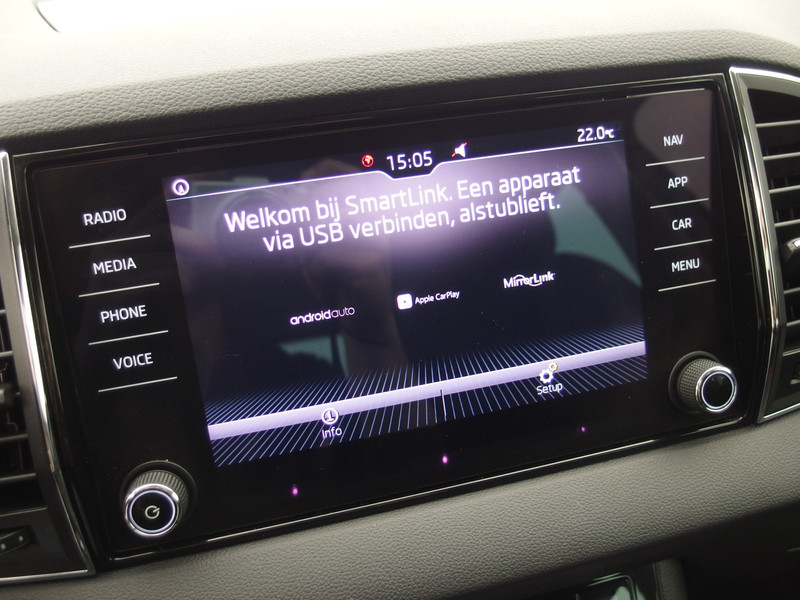 15:05
22.0°C
Welkom bij SmartLink. Een apparaat
via USB verbinden, alstublieft.
RADIO
MEDIA
PHONE
VOICE
NAV
APP
CAR
MENU
androidauto
Apple CarPlay
MirrorLink
Info
Setup